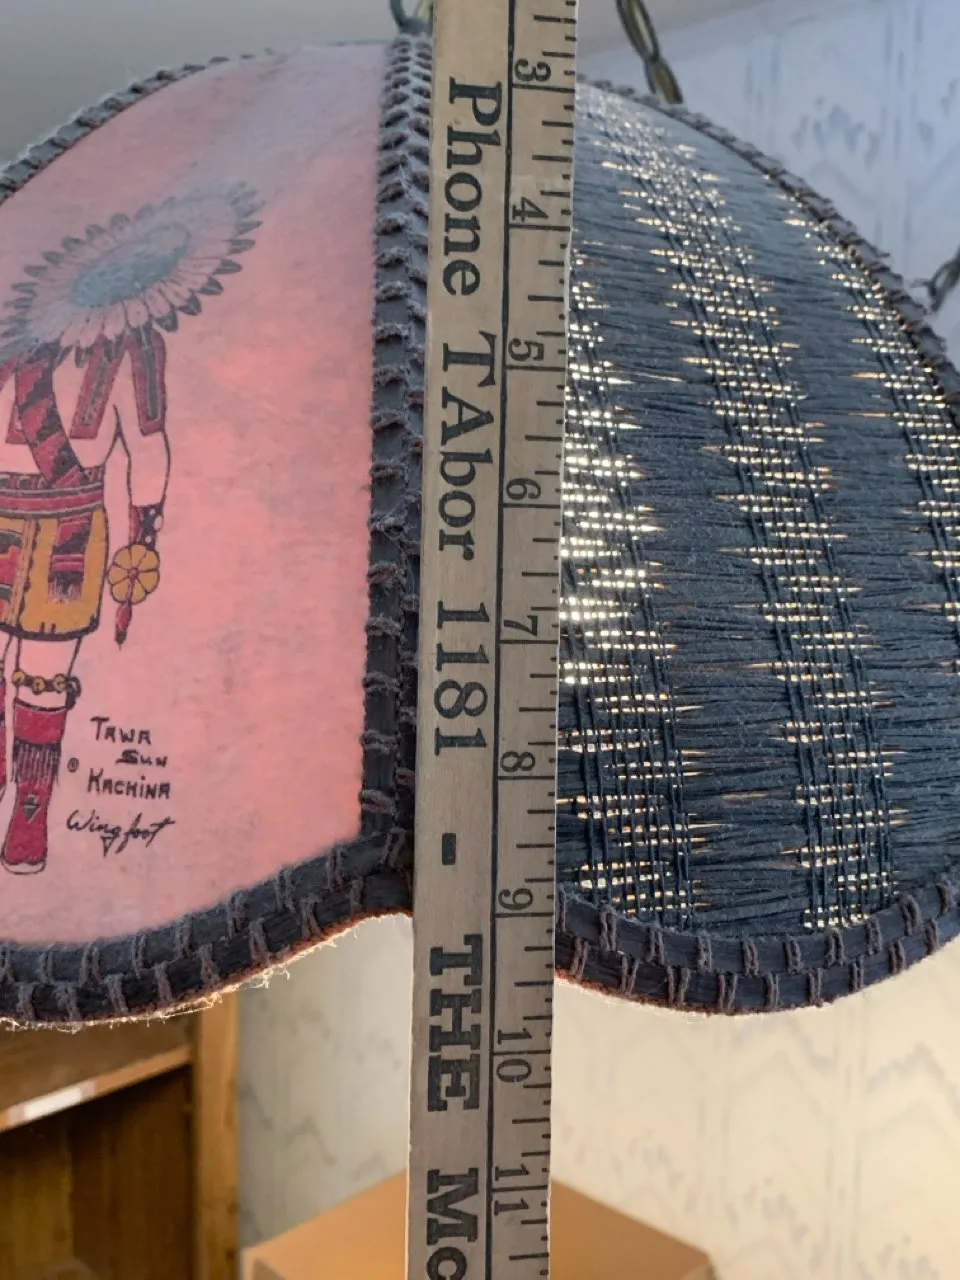 Phone TAbor 1181 - THE Mc
3
4
5
6
7
8
9
10
11
TAWA
SUN
© KACHINA
Wingfoot